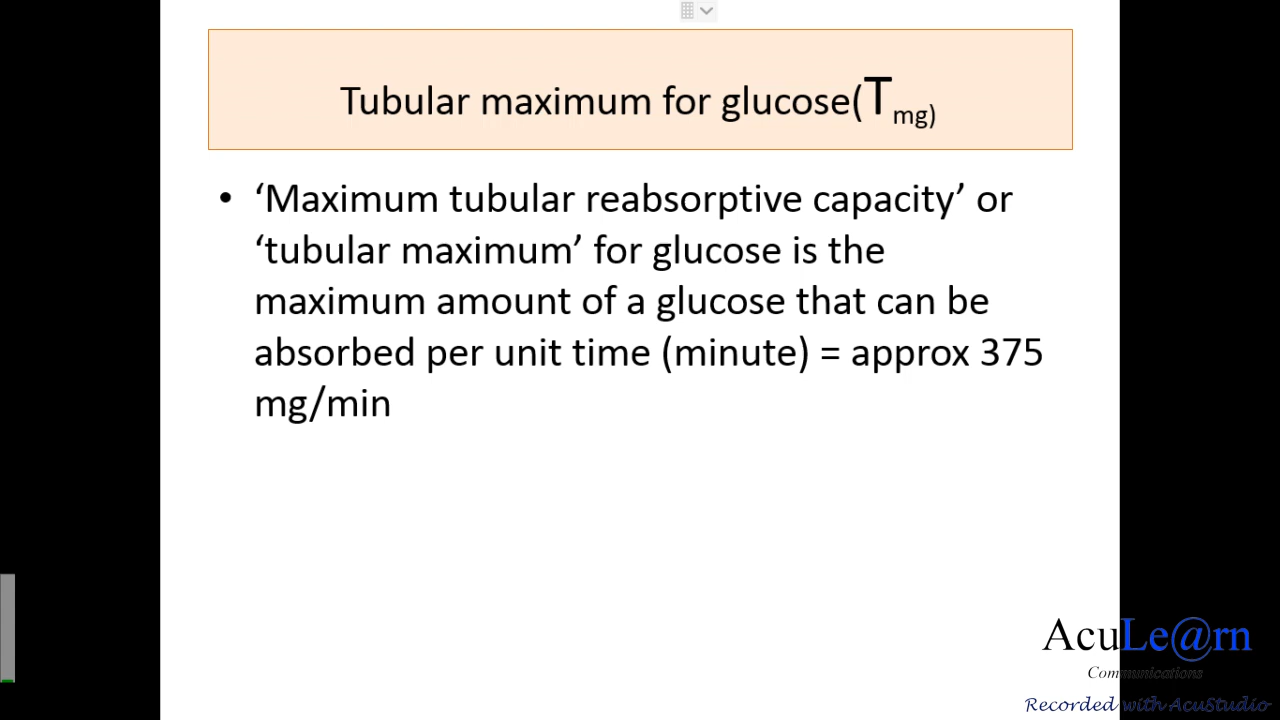 Tubular maximum for glucose(Tmg)
• ‘Maximum tubular reabsorptive capacity’ or
‘tubular maximum’ for glucose is the
maximum amount of a glucose that can be
absorbed per unit time (minute) = approx 375
mg/min
AcuLe@rn
Communications
Recorded with AcuStudio